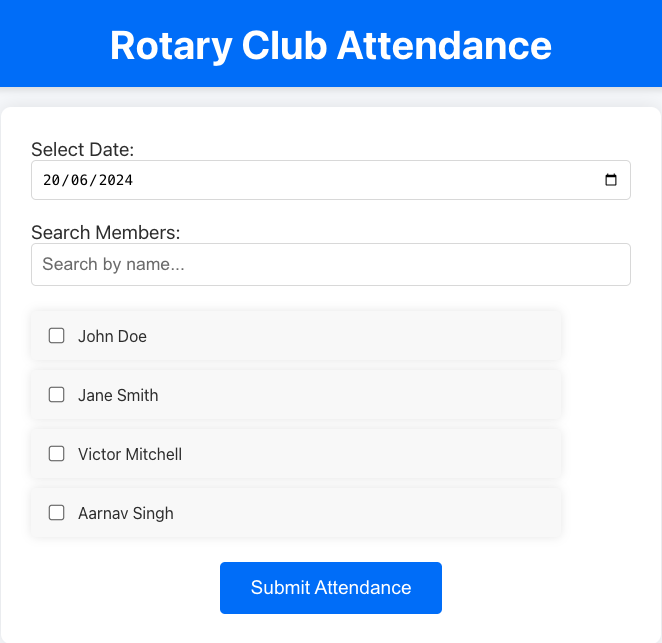 Rotary Club Attendance
Select Date:
20/06/2024
Search Members:
Search by name...
John Doe
Jane Smith
Victor Mitchell
Aarnav Singh
Submit Attendance